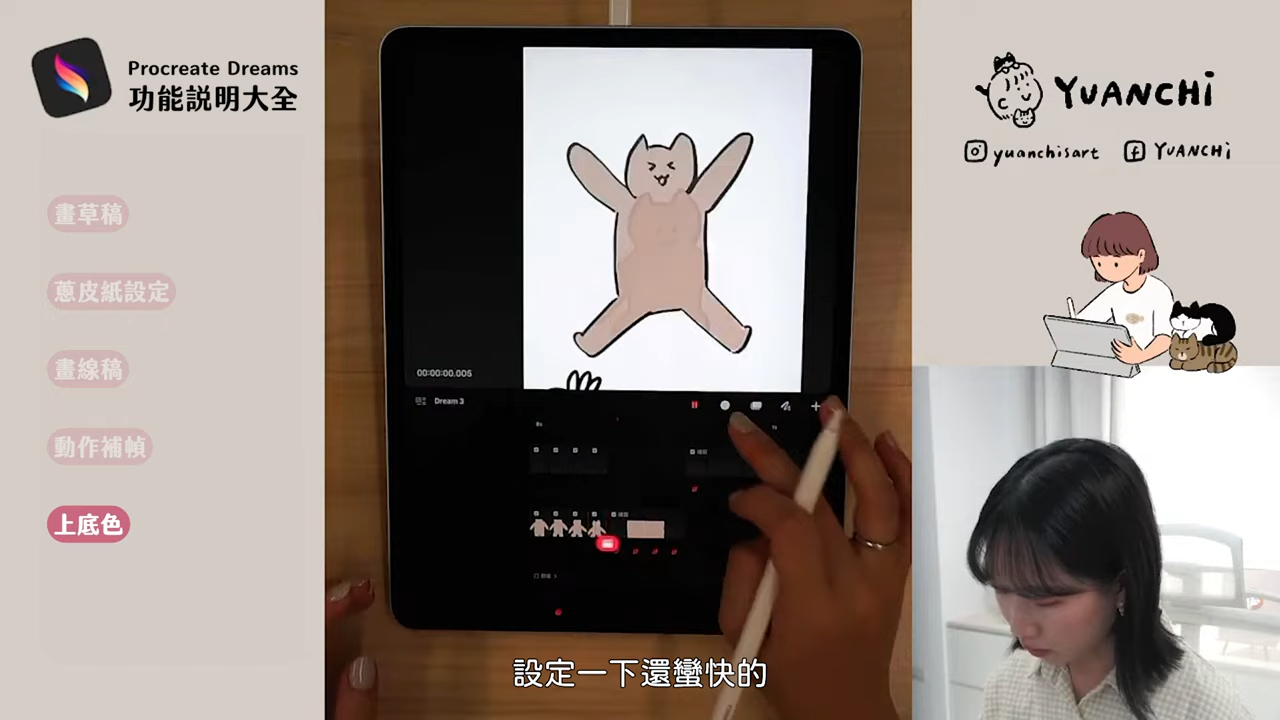 Procreate Dreams
功能説明大全
畫草稿
蔥皮紙設定
畫線稿
動作補幀
上底色
00:00:00.005
Dream 3
設定一下還蠻快的
YUANCHi
yuanchisart
YUANCHi